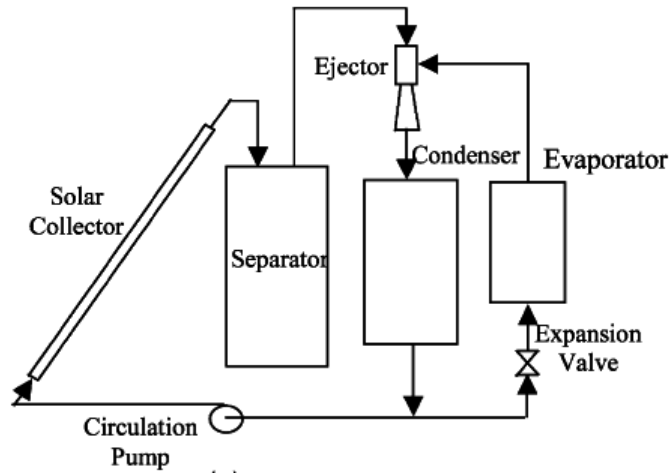 Ejector
Condenser
Evaporator
Solar
Collector
Separator
Expansion
Valve
Circulation
Pump